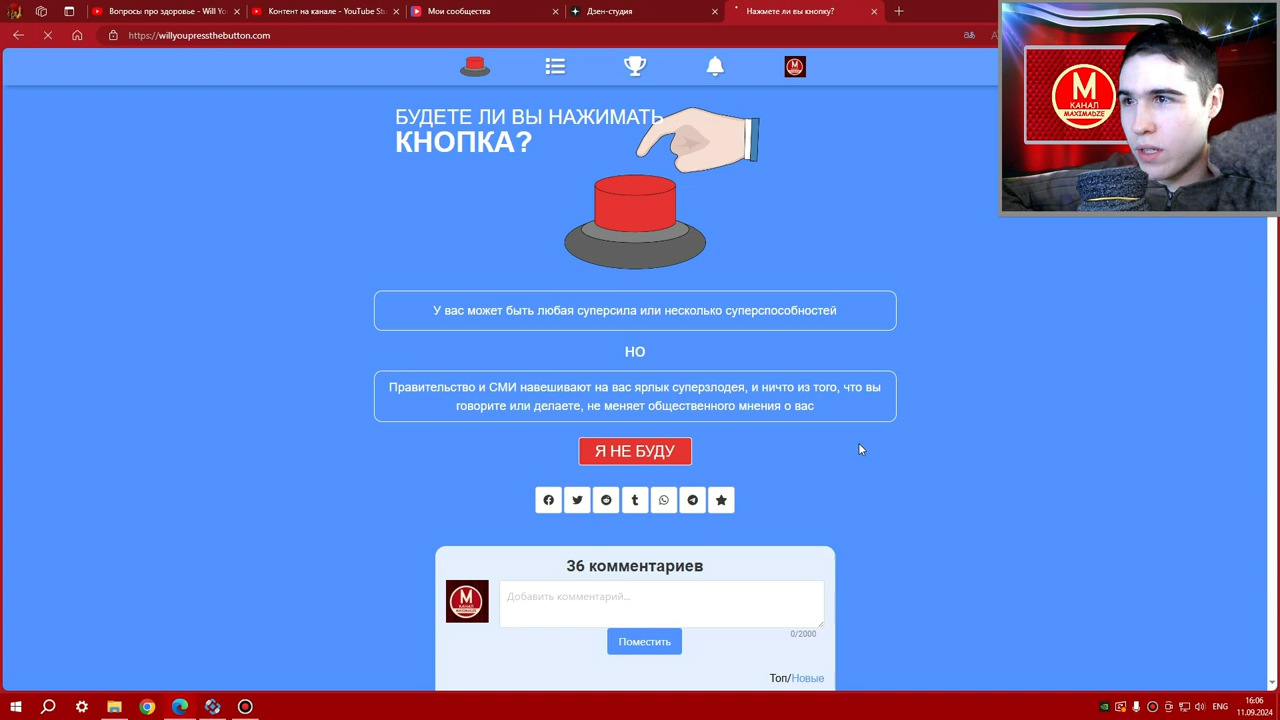 Вопросы про здоровье - Will Yo
Контент на канале - YouTube Stu
Мои сообщества
Дзен-студия
Нажмете ли вы кнопку?
https://willyoupressthebutton.com
БУДЕТЕ ЛИ ВЫ НАЖИМАТЬ
КНОПКА?
М
КАНАЛ
MAXIMADZE
У вас может быть любая суперсила или несколько суперспособностей
НО
Правительство и СМИ навешивают на вас ярлык суперзлодея, и ничто из того, что вы
говорите или делаете, не меняет общественного мнения о вас
Я НЕ БУДУ
36 комментариев
М
КАНАЛ
MAXIMADZE
Добавить комментарий...
0/2000
Поместить
Топ/Новые
ENG
16:06
11.09.2024